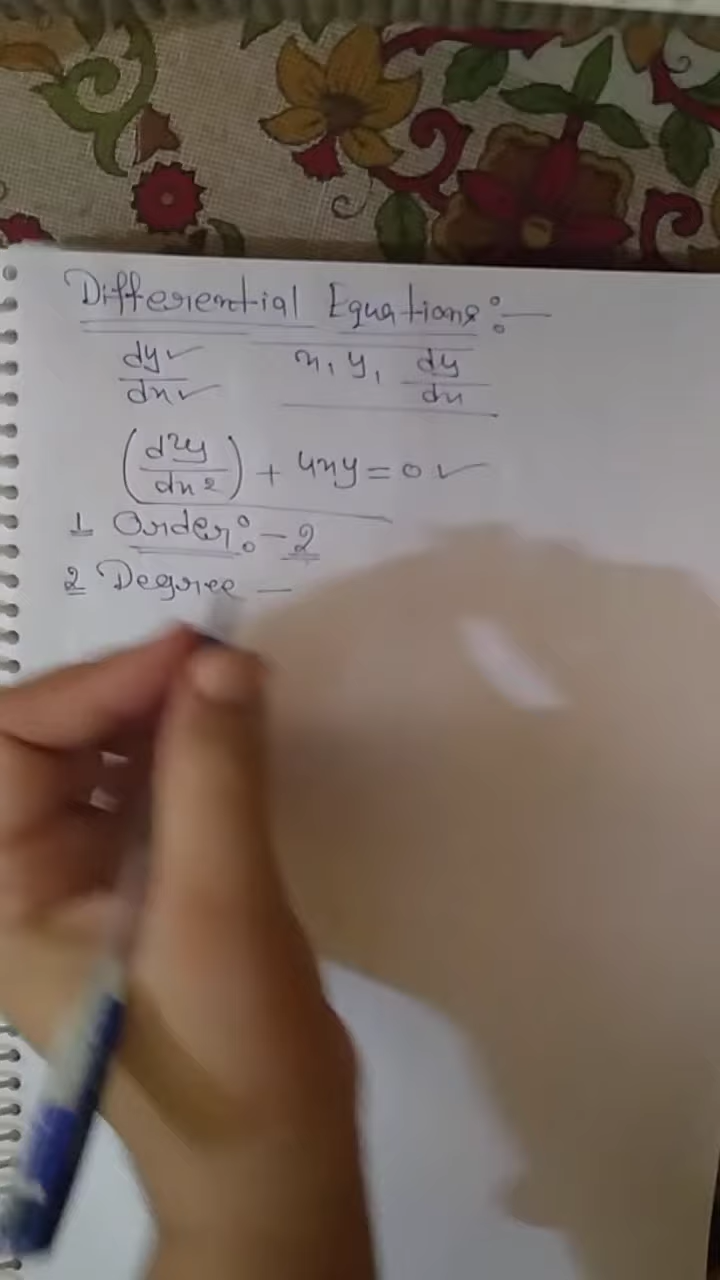 Differential Equations:—
dy/dx ✓ x, y, dy/dx
(d²y/dx²) + 4xy = 0 ✓
1 Order:- 2
2 Degree —